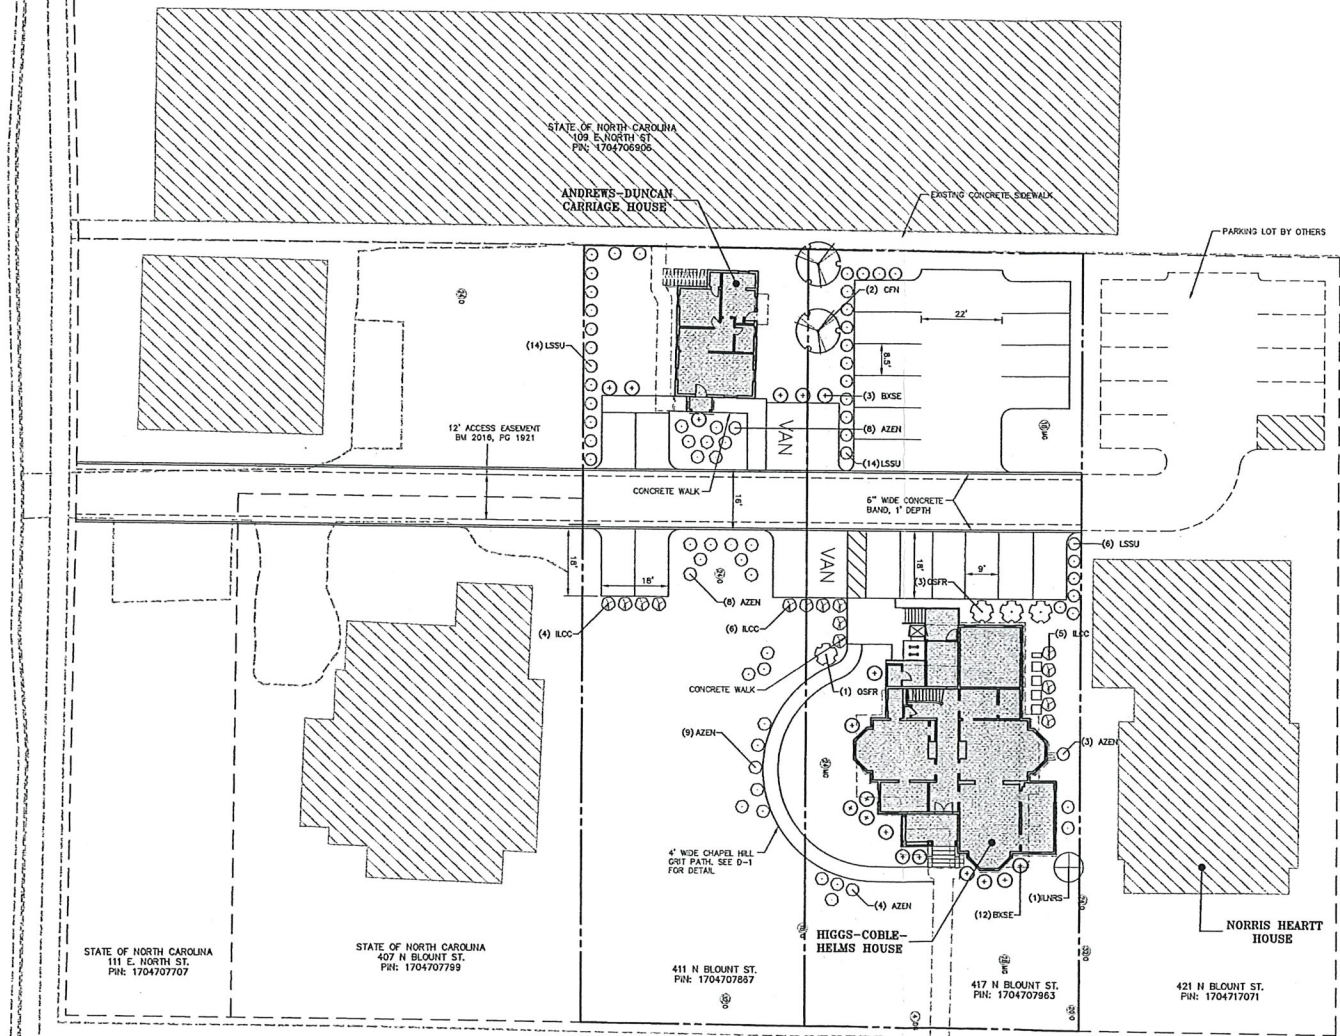 STATE OF NORTH CAROLINA
109 E NORTH ST
PIN: 1704706906
ANDREWS-DUNCAN
CARRIAGE HOUSE
EXISTING CONCRETE SIDEWALK
PARKING LOT BY OTHERS
(2) CFN
22'
8.5'
(14) LSSU
(3) BXSE
(8) AZEN
VAN
12' ACCESS EASEMENT
BM 2016, PG 1921
(14) LSSU
CONCRETE WALK
16'
6" WIDE CONCRETE
BAND, 1' DEPTH
(6) LSSU
VAN
18'
18'
9'
18'
(3) OSFR
(8) AZEN
(4) ILCC
(6) ILCC
(5) ILCC
CONCRETE WALK
(1) OSFR
(9) AZEN
(3) AZEN
4' WIDE CHAPEL HILL
GRIT PATH. SEE D-1
FOR DETAIL
(4) AZEN
(12) BXSE
(1) ILNRS
HIGGS-COBLE-
HELMS HOUSE
NORRIS HEARTT
HOUSE
STATE OF NORTH CAROLINA
111 E. NORTH ST.
PIN: 1704707707
STATE OF NORTH CAROLINA
407 N BLOUNT ST.
PIN: 1704707799
411 N BLOUNT ST.
PIN: 1704707867
417 N BLOUNT ST.
PIN: 1704707963
421 N BLOUNT ST.
PIN: 1704717071